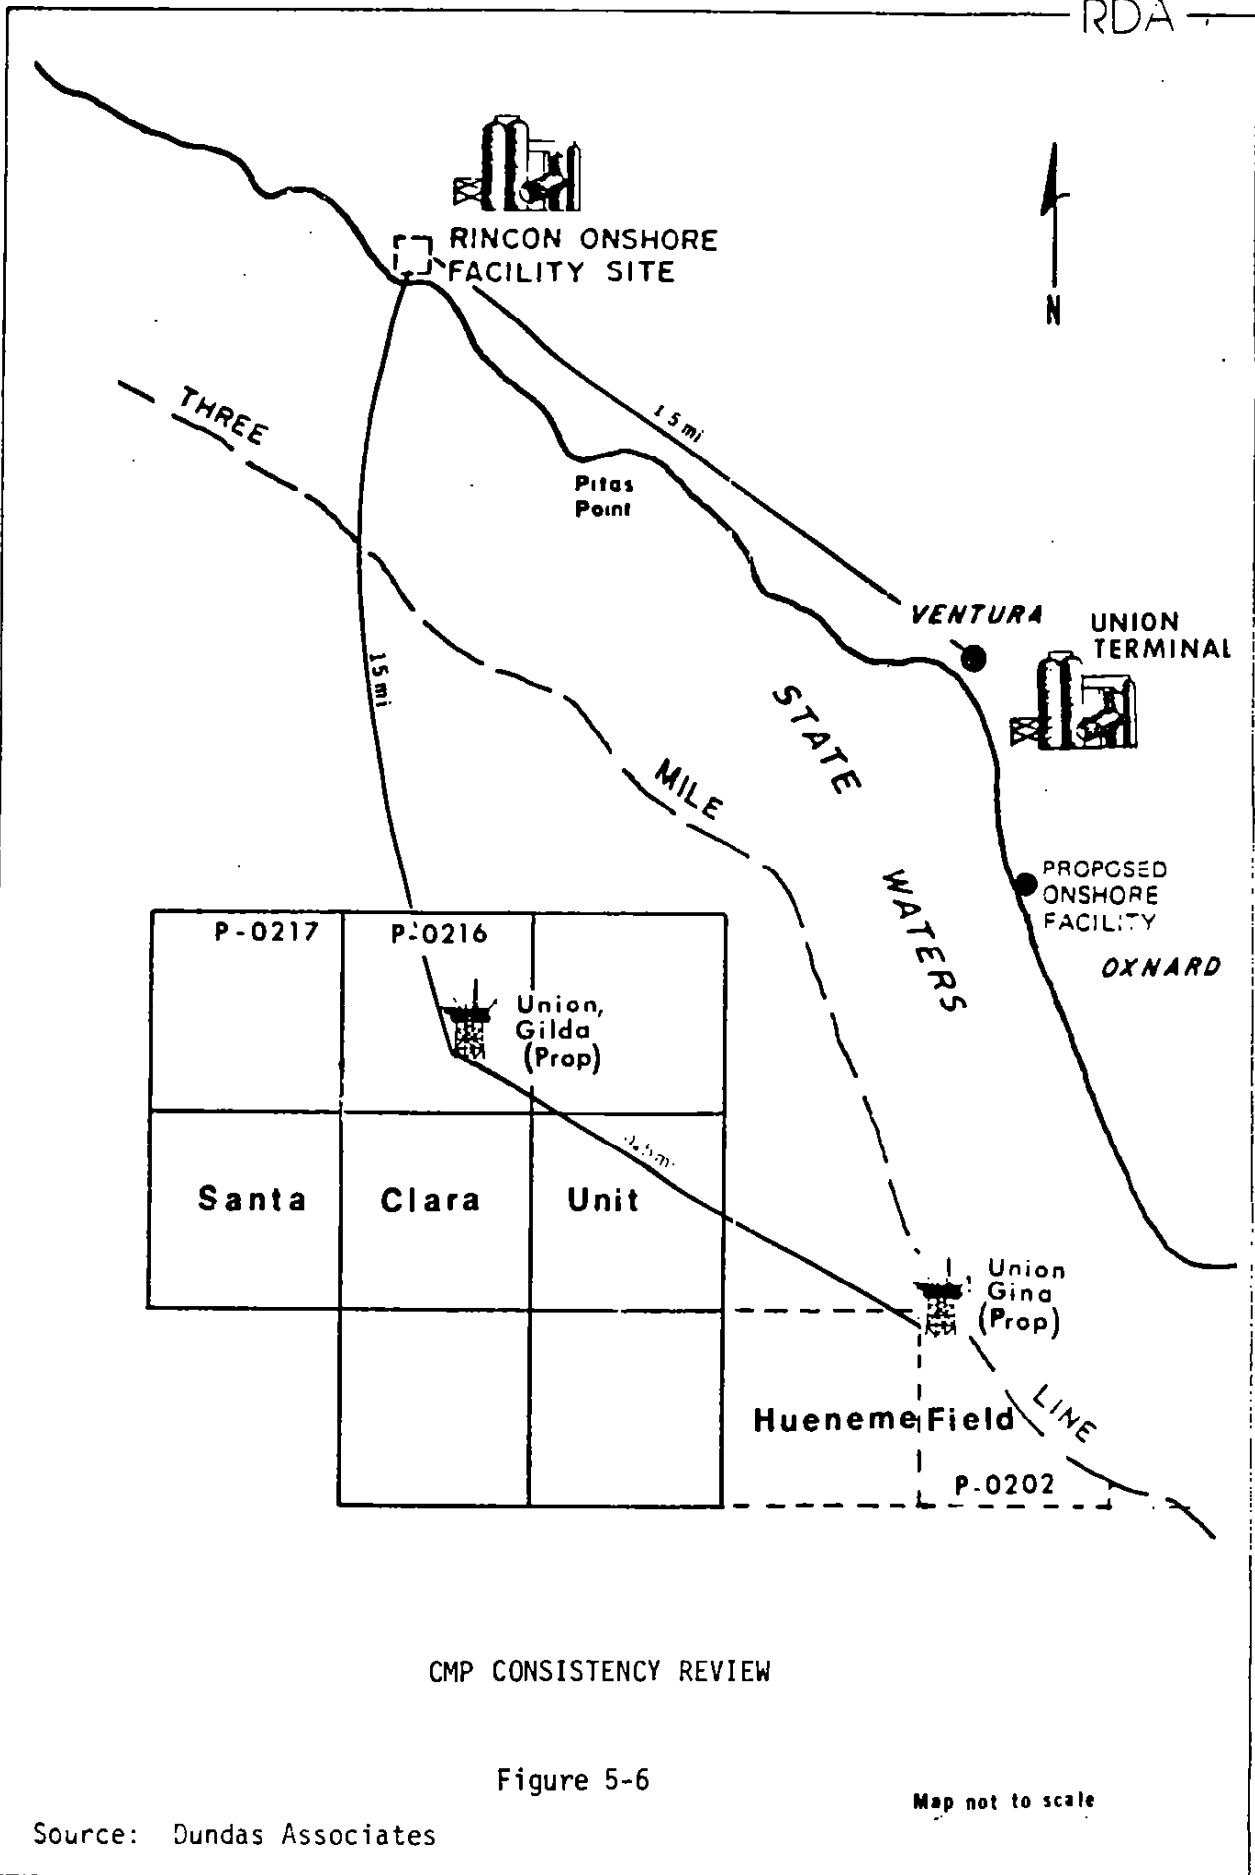 RDA
RINCON ONSHORE
FACILITY SITE
N
THREE
15 mi
Pitas
Point
VENTURA
UNION
TERMINAL
15 mi
STATE
MILE
WATERS
PROPOSED
ONSHORE
FACILITY
OXNARD
P-0217
P-0216
Union,
Gilda
(Prop)
Santa Clara Unit
Union
Gina
(Prop)
LINE
Hueneme Field
P-0202
CMP CONSISTENCY REVIEW
Figure 5-6
Map not to scale
Source: Dundas Associates